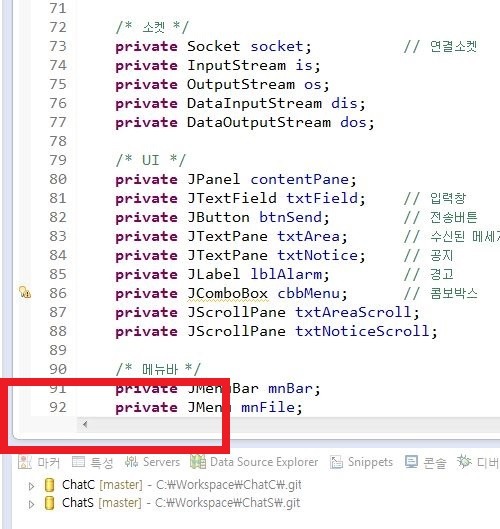 71
72 /* 소켓 */
73 private Socket socket; // 연결소켓
74 private InputStream is;
75 private OutputStream os;
76 private DataInputStream dis;
77 private DataOutputStream dos;
78
79 /* UI */
80 private JPanel contentPane;
81 private JTextField txtField; // 입력창
82 private JButton btnSend; // 전송버튼
83 private JTextPane txtArea; // 수신된 메세지
84 private JTextPane txtNotice; // 공지
85 private JLabel lblAlarm; // 경고
86 private JComboBox cbbMenu; // 콤보박스
87 private JScrollPane txtAreaScroll;
88 private JScrollPane txtNoticeScroll;
89
90 /* 메뉴바 */
91 private JMenuBar mnBar;
92 private JMenu mnFile;
마커 특성 Servers Data Source Explorer Snippets 콘솔 디버
ChatC [master] - C:₩Workspace₩ChatC₩.git
ChatS [master] - C:₩Workspace₩ChatS₩.git